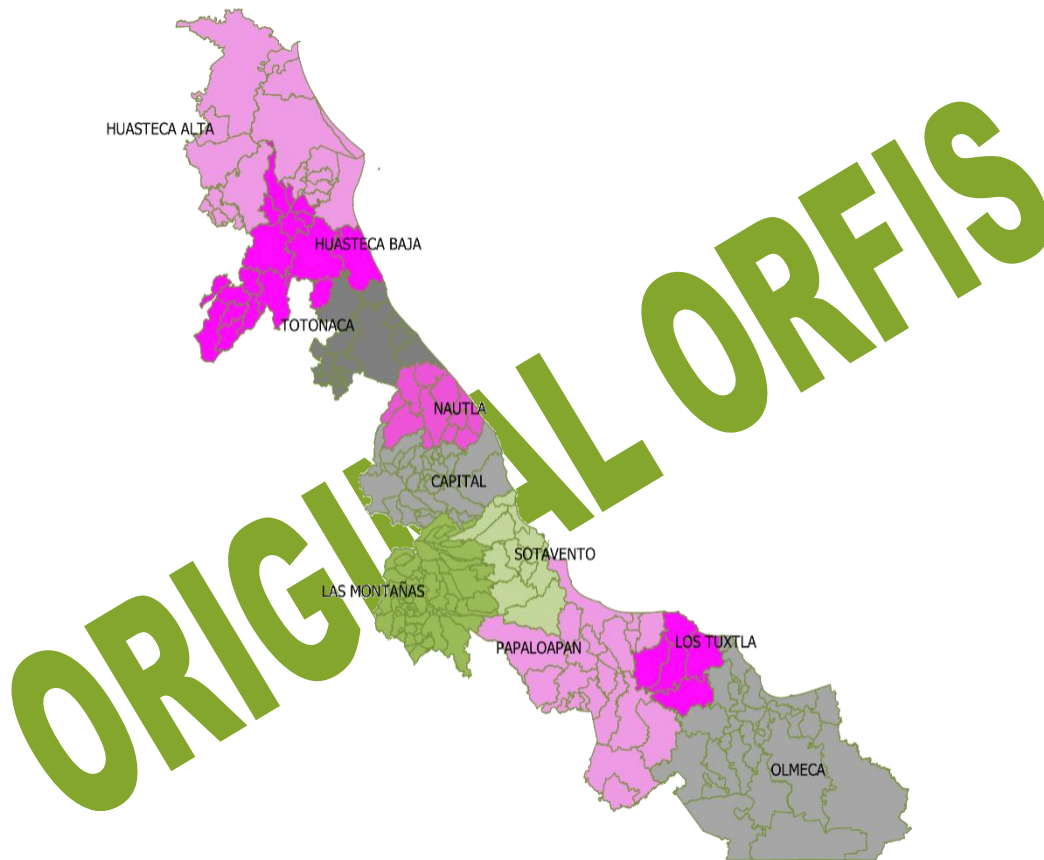 HUASTECA ALTA
HUASTECA BAJA
TOTONACA
NAUTLA
CAPITAL
SOTAVENTO
LAS MONTAÑAS
PAPALOAPAN
LOS TUXTLA
OLMECA
ORIGINAL ORFIS